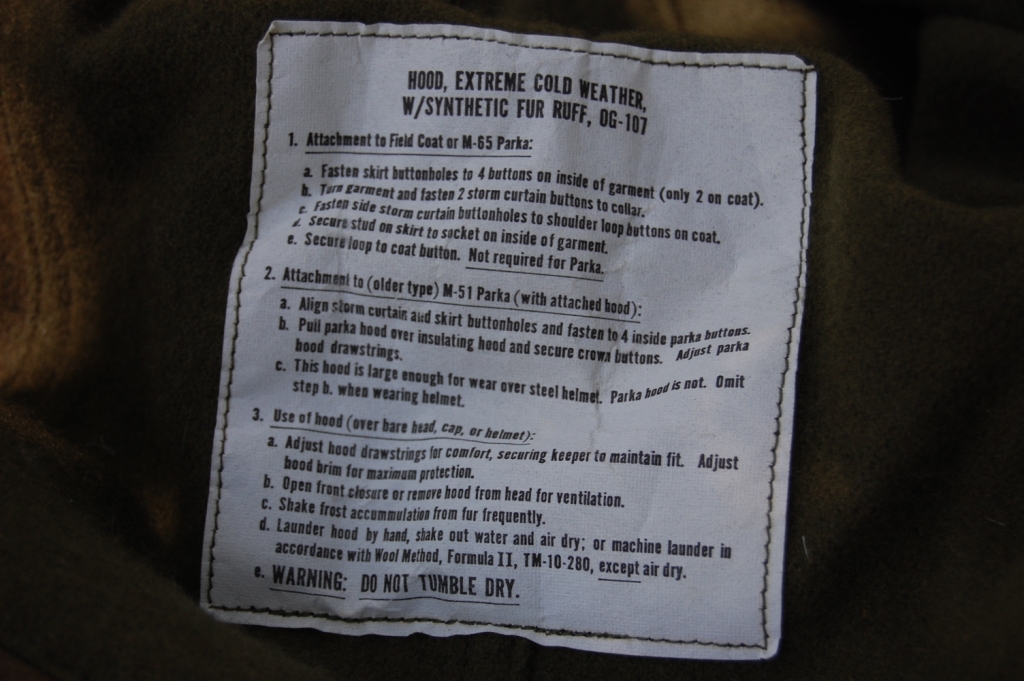 HOOD, EXTREME COLD WEATHER,
W/SYNTHETIC FUR RUFF, OG-107
1. Attachment to Field Coat or M-65 Parka:
a. Fasten skirt buttonholes to 4 buttons on inside of garment (only 2 on coat).
b. Turn garment and fasten 2 storm curtain buttons to collar.
c. Fasten side storm curtain buttonholes to shoulder loop buttons on coat.
d. Secure stud on skirt to socket on inside of garment.
e. Secure loop to coat button. Not required for Parka.
2. Attachment to (older type) M-51 Parka (with attached hood):
a. Align storm curtain and skirt buttonholes and fasten to 4 inside parka buttons.
b. Pull parka hood over insulating hood and secure crown buttons. Adjust parka
hood drawstrings.
c. This hood is large enough for wear over steel helmet. Parka hood is not. Omit
step b. when wearing helmet.
3. Use of hood (over bare head, cap, or helmet):
a. Adjust hood drawstrings for comfort, securing keeper to maintain fit. Adjust
hood brim for maximum protection.
b. Open front closure or remove hood from head for ventilation.
c. Shake frost accummulation from fur frequently.
d. Launder hood by hand, shake out water and air dry; or machine launder in
accordance with Wool Method, Formula II, TM-10-280, except air dry.
e. WARNING: DO NOT TUMBLE DRY.